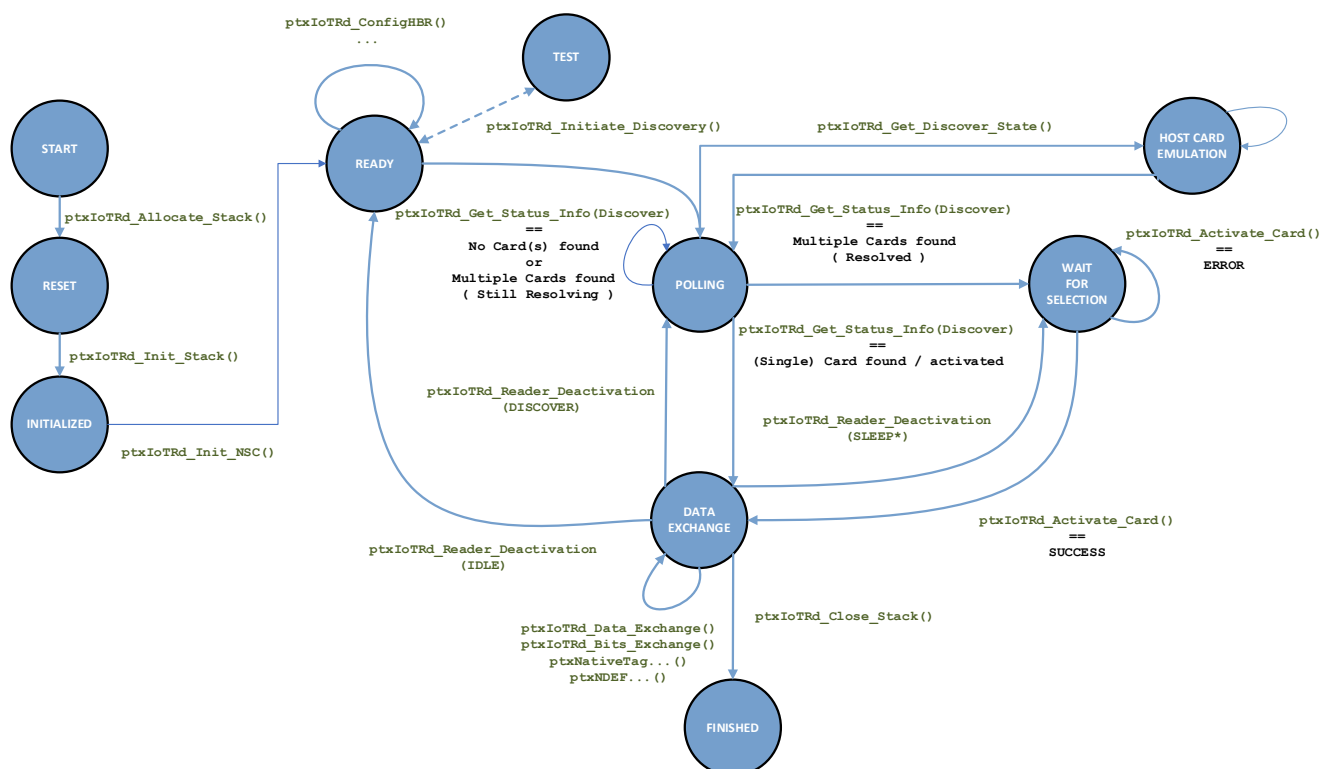 ptxIoTRd_ConfigHBR()
...
TEST
START
READY
ptxIoTRd_Initiate_Discovery()
ptxIoTRd_Get_Discover_State()
HOST CARD
EMULATION
ptxIoTRd_Allocate_Stack()
ptxIoTRd_Get_Status_Info(Discover)
==
No Card(s) found
or
Multiple Cards found
( Still Resolving )
ptxIoTRd_Get_Status_Info(Discover)
==
Multiple Cards found
( Resolved )
ptxIoTRd_Activate_Card()
==
ERROR
RESET
POLLING
WAIT
FOR
SELECTION
ptxIoTRd_Init_Stack()
ptxIoTRd_Get_Status_Info(Discover)
==
(Single) Card found / activated
INITIALIZED
ptxIoTRd_Reader_Deactivation
(DISCOVER)
ptxIoTRd_Reader_Deactivation
(SLEEP*)
ptxIoTRd_Init_NSC()
DATA
EXCHANGE
ptxIoTRd_Activate_Card()
==
SUCCESS
ptxIoTRd_Reader_Deactivation
(IDLE)
ptxIoTRd_Close_Stack()
ptxIoTRd_Data_Exchange()
ptxIoTRd_Bits_Exchange()
ptxNativeTag...()
ptxNDEF...()
FINISHED